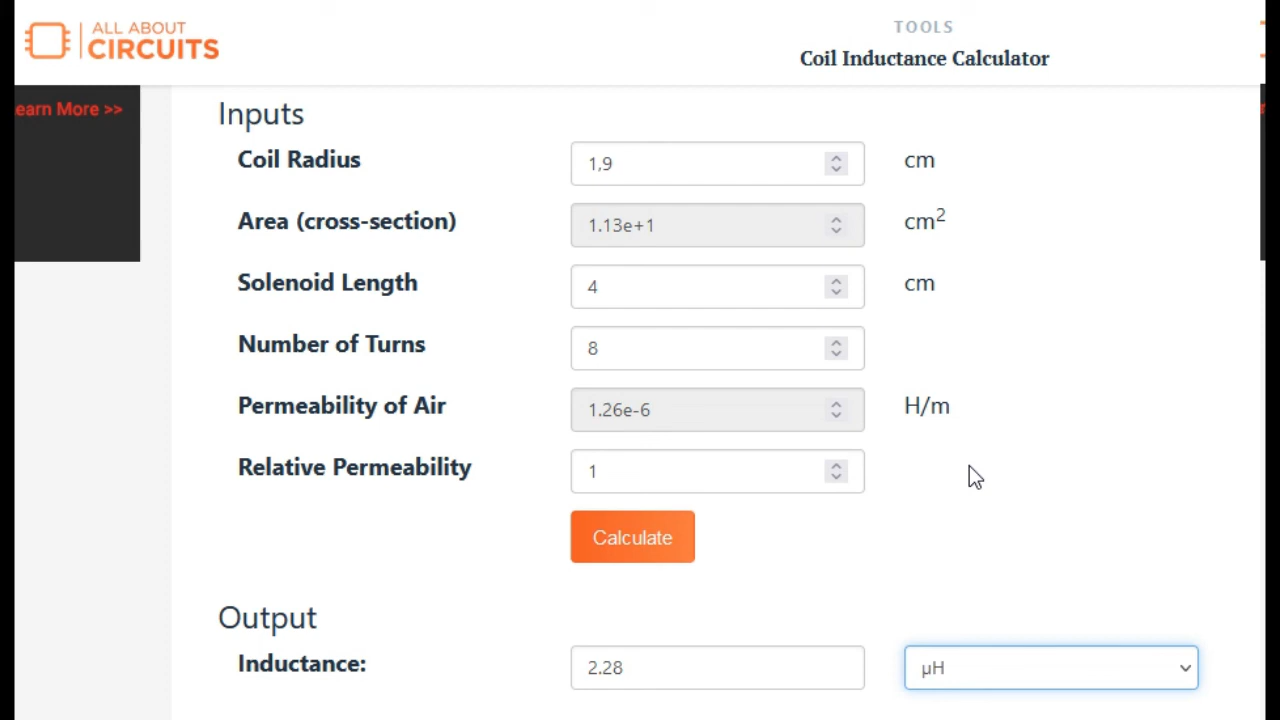 ALL ABOUT
CIRCUITS
TOOLS
Coil Inductance Calculator
earn More >>
Inputs
Coil Radius 1,9 cm
Area (cross-section) 1.13e+1 cm2
Solenoid Length 4 cm
Number of Turns 8
Permeability of Air 1.26e-6 H/m
Relative Permeability 1
Calculate
Output
Inductance: 2.28 µH